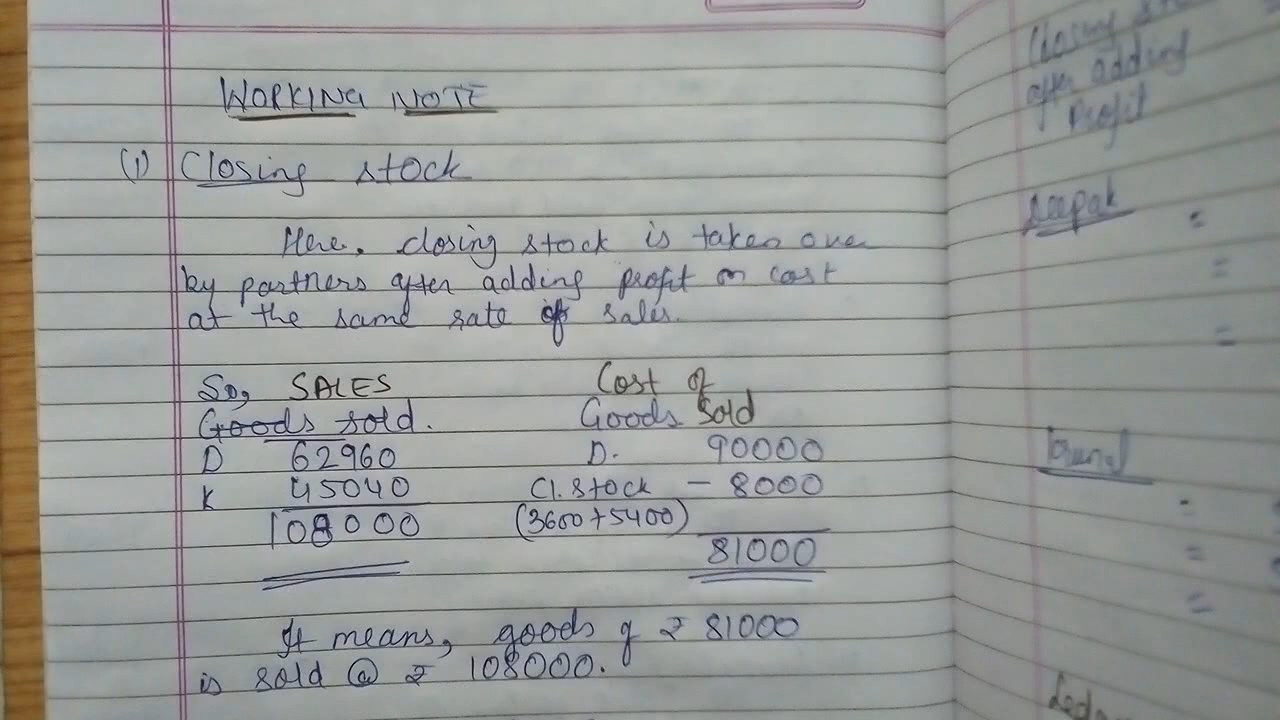 WORKING NOTE
(1) Closing stock
Here, closing stock is taken over
by partners after adding profit on cost
at the same rate of sales.
So, SALES
Goods sold.
D 62960
K 45040
108000
Cost of
Goods Sold
D. 90000
Cl. stock - 8000
(3600+5400)
81000
It means, goods of ₹ 81000
is sold @ ₹ 108000.
Closing
after adding
Profit
Deepak
=
=
=
=
=
=